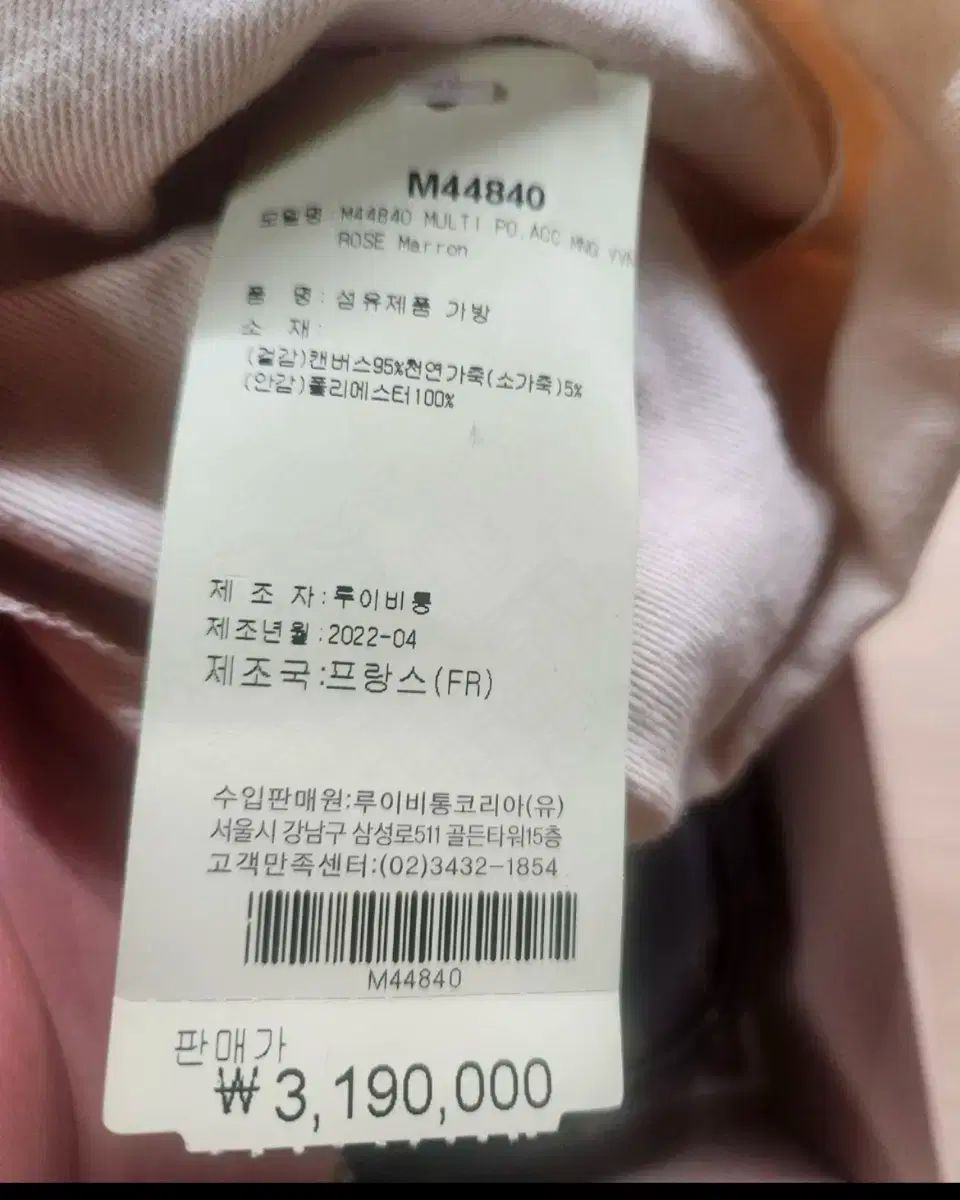 M44840
모델명: M44840 MULTI PO.ACC MNG VVN
ROSE Marron
품 명: 섬유제품 가방
소 재:
(겉감)캔버스95%천연가죽(소가죽)5%
(안감)폴리에스터100%
제 조 자:루이비통
제조년월:2022-04
제조국:프랑스(FR)
수입판매원:루이비통코리아(유)
서울시 강남구 삼성로511 골든타워15층
고객만족센터:(02)3432-1854
M44840
판매가
₩3,190,000